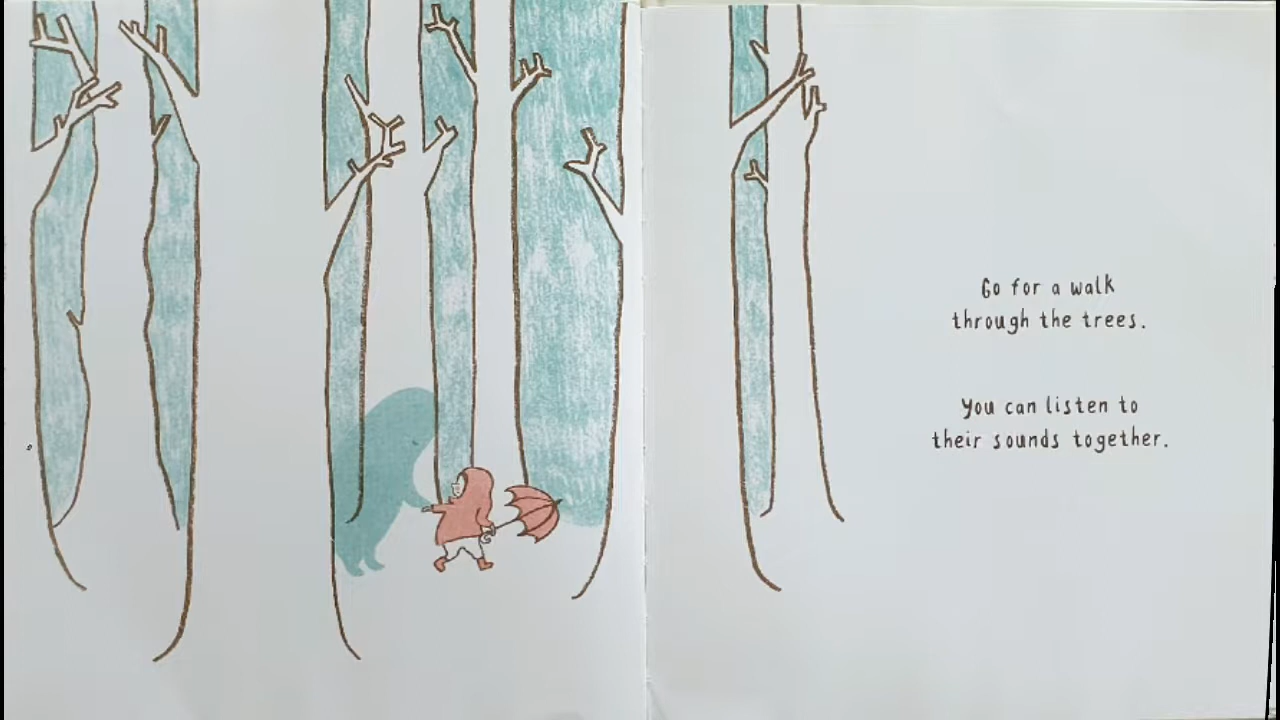 Go for a walk
through the trees.
You can listen to
their sounds together.